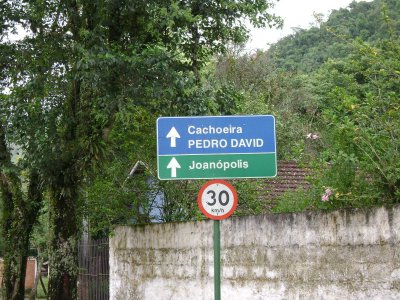 Cachoeira
PEDRO DAVID
Joanópolis
30
km/h